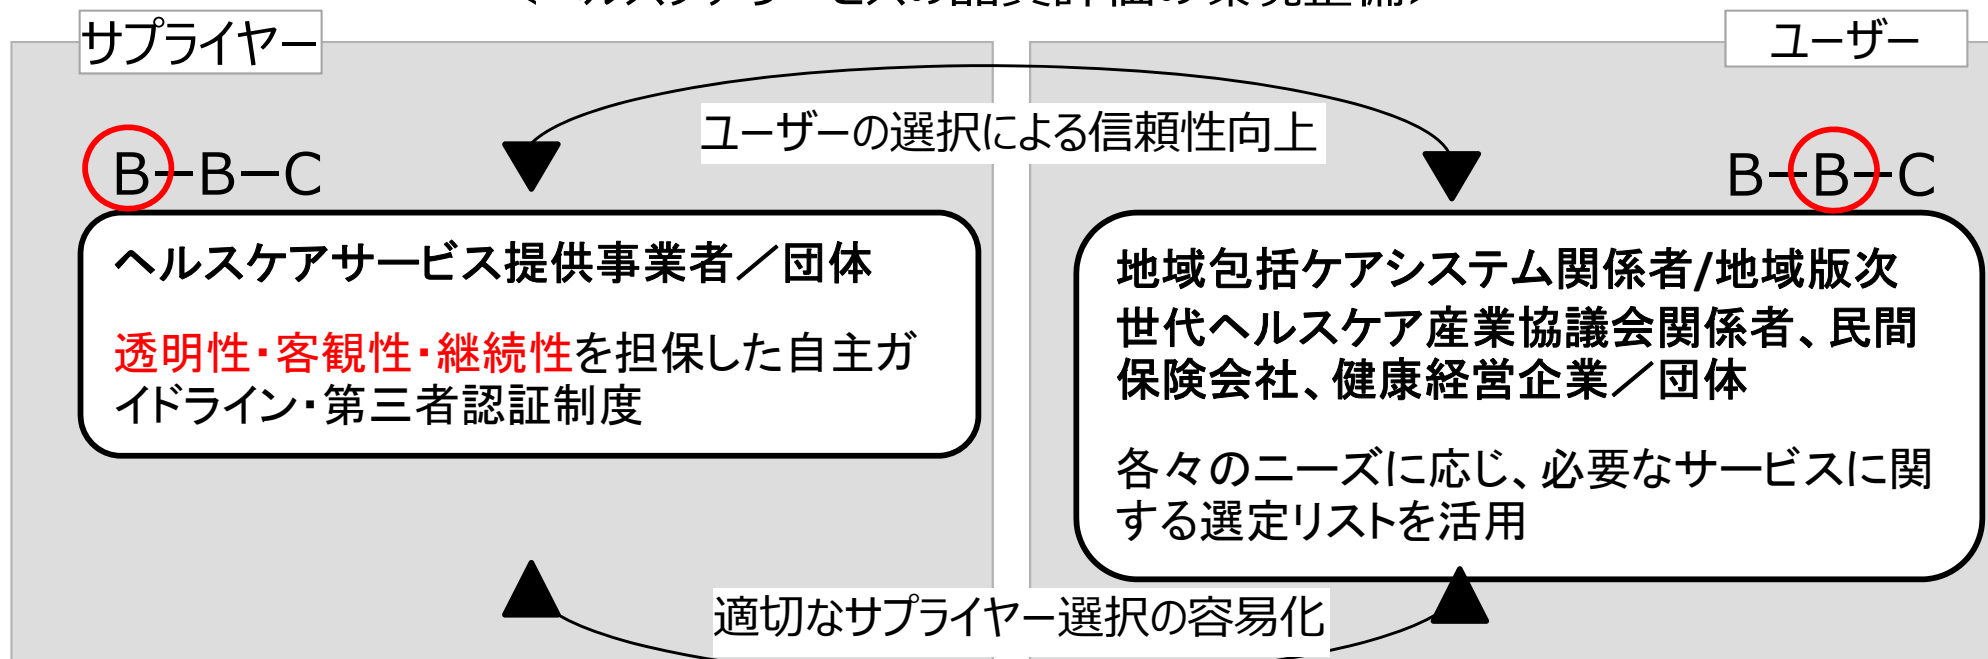 サプライヤー
ユーザー
ユーザーの選択による信頼性向上
B－B－C
B－B－C
ヘルスケアサービス提供事業者／団体
透明性・客観性・継続性を担保した自主ガ
イドライン・第三者認証制度
地域包括ケアシステム関係者/地域版次
世代ヘルスケア産業協議会関係者、民間
保険会社、健康経営企業／団体
各々のニーズに応じ、必要なサービスに関
する選定リストを活用
適切なサプライヤー選択の容易化